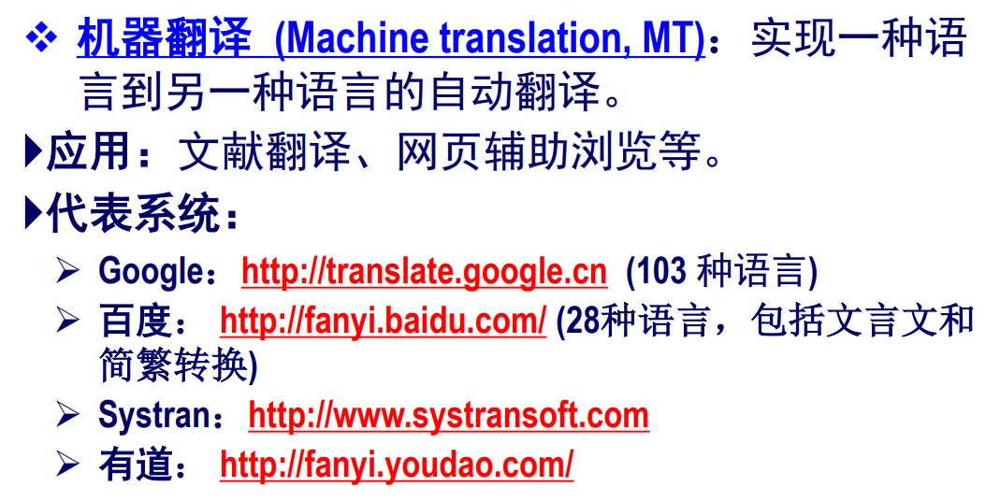 ❖ 机器翻译 (Machine translation, MT)：实现一种语
言到另一种语言的自动翻译。
应用：文献翻译、网页辅助浏览等。
代表系统：
➢ Google：http://translate.google.cn (103 种语言)
➢ 百度： http://fanyi.baidu.com/ (28种语言，包括文言文和
简繁转换)
➢ Systran：http://www.systransoft.com
➢ 有道： http://fanyi.youdao.com/